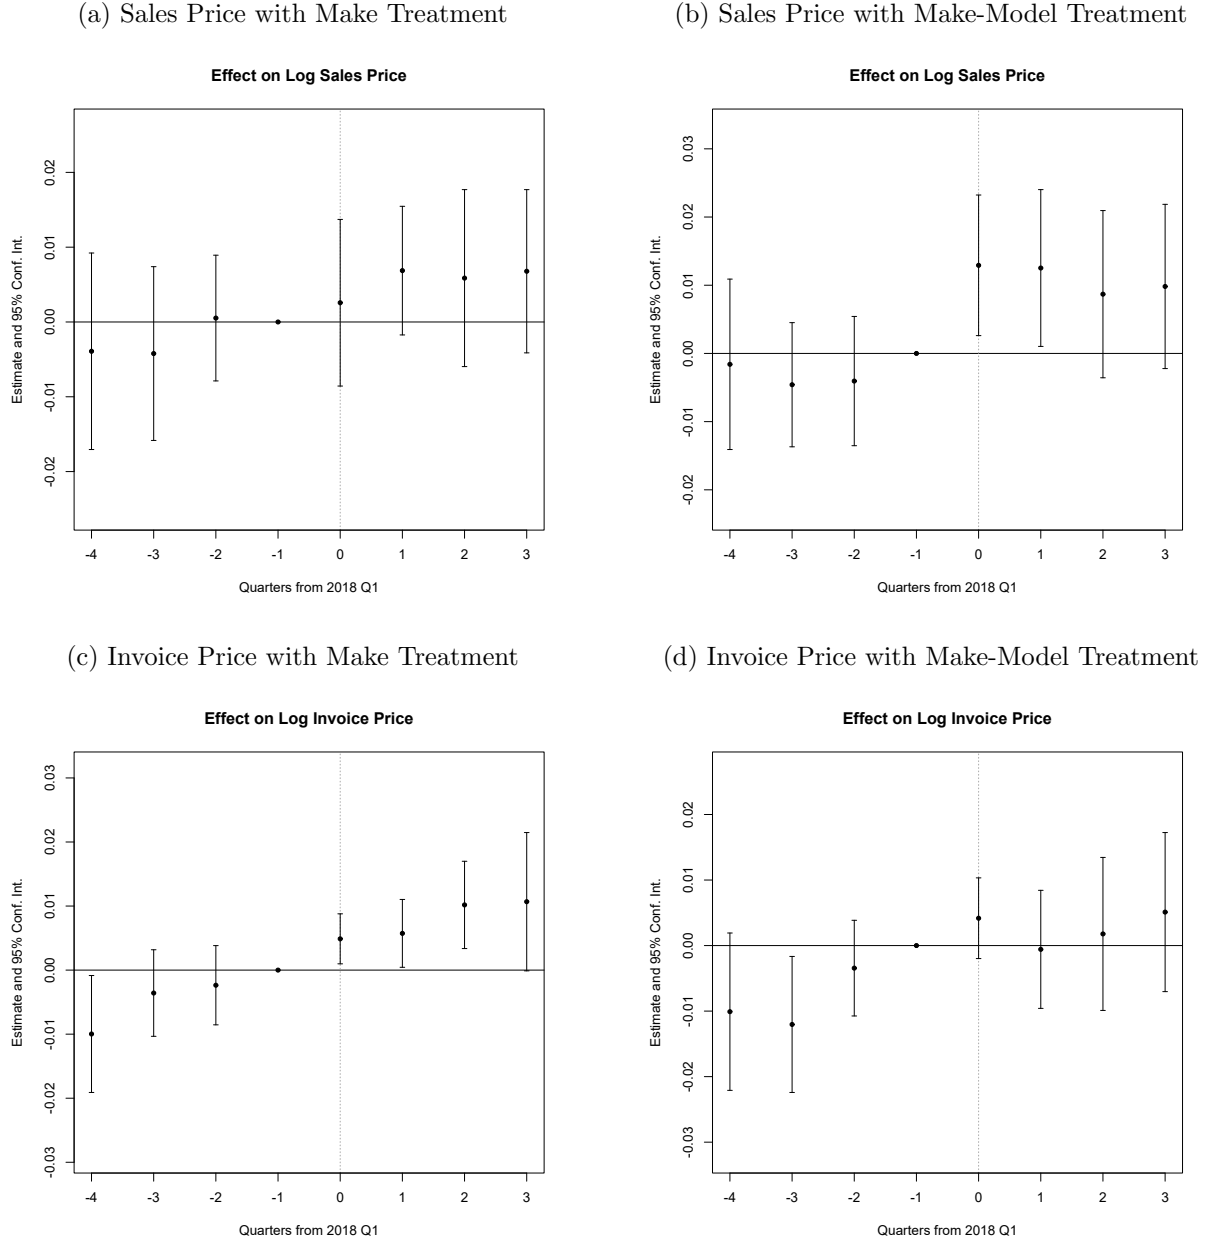 (a) Sales Price with Make Treatment
Effect on Log Sales Price
Estimate and 95% Conf. Int.
0.02
0.01
0.00
-0.01
-0.02
-4 -3 -2 -1 0 1 2 3
Quarters from 2018 Q1
(b) Sales Price with Make-Model Treatment
Effect on Log Sales Price
Estimate and 95% Conf. Int.
0.03
0.02
0.01
0.00
-0.01
-0.02
-4 -3 -2 -1 0 1 2 3
Quarters from 2018 Q1
(c) Invoice Price with Make Treatment
Effect on Log Invoice Price
Estimate and 95% Conf. Int.
0.03
0.02
0.01
0.00
-0.01
-0.02
-0.03
-4 -3 -2 -1 0 1 2 3
Quarters from 2018 Q1
(d) Invoice Price with Make-Model Treatment
Effect on Log Invoice Price
Estimate and 95% Conf. Int.
0.02
0.01
0.00
-0.01
-0.02
-0.03
-4 -3 -2 -1 0 1 2 3
Quarters from 2018 Q1